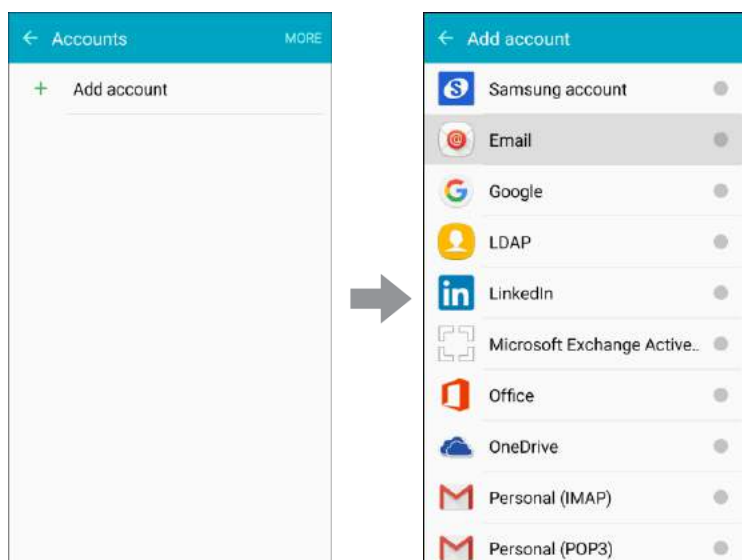 Accounts
MORE
+ Add account
Add account
Samsung account
Email
Google
LDAP
in LinkedIn
Microsoft Exchange Active..
Office
OneDrive
Personal (IMAP)
Personal (POP3)